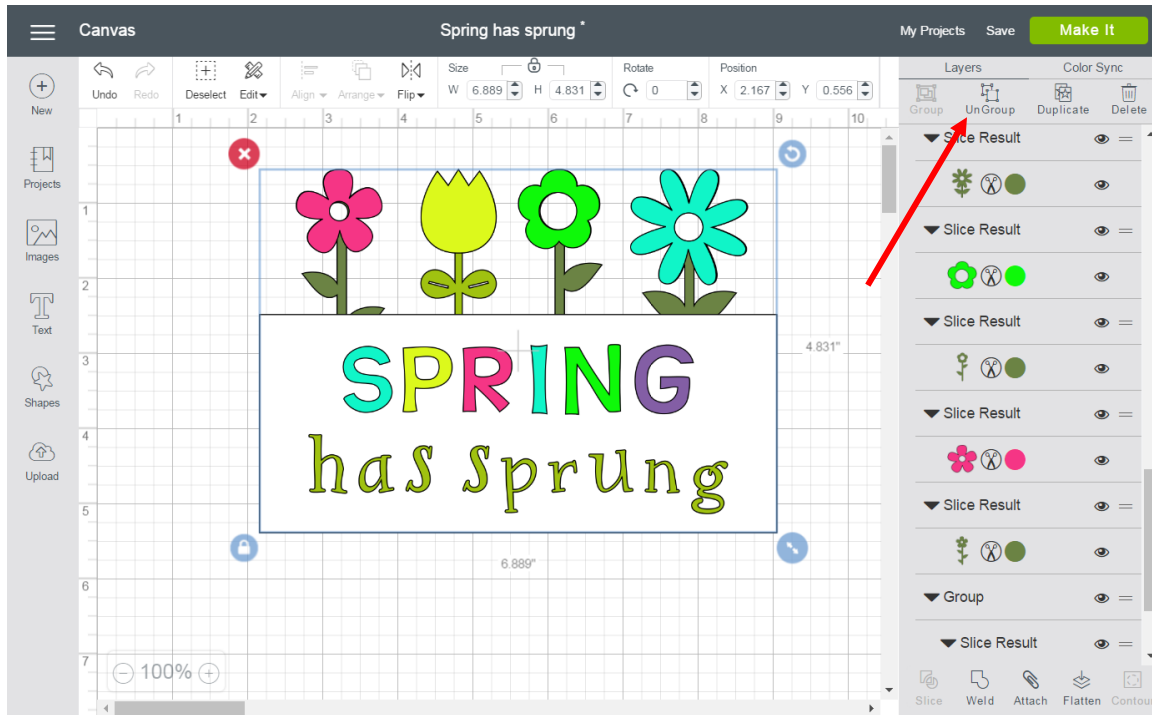 Canvas
Spring has sprung *
My Projects Save Make It
Undo Redo Deselect Edit Align Arrange Flip
Size
W 6.889 H 4.831
Rotate
0
Position
X 2.167 Y 0.556
Layers Color Sync
Group UnGroup Duplicate Delete
New
Projects
Images
Text
Shapes
Upload
1 2 3 4 5 6 7 8 9 10
1
2
3
4
5
6
7
SPRING
has Sprung
4.831"
6.889"
100%
Slice Result
Slice Result
Slice Result
Slice Result
Slice Result
Group
Slice Result
Slice Weld Attach Flatten Contour